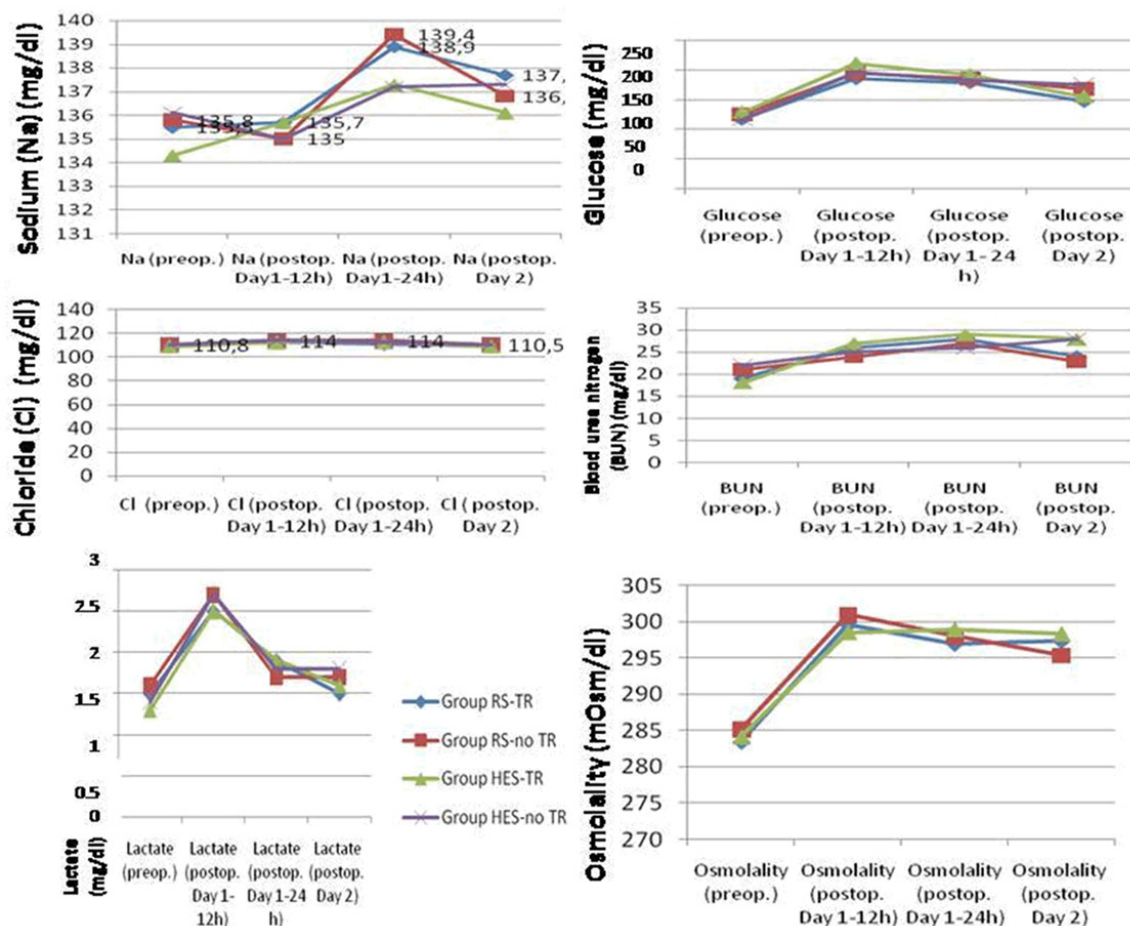 Sodium (Na) (mg/dl)
140
139
138
137
136
135
134
133
132
131
135,8
135,7
135
139,4
138,9
137,
136,
Na (preop.) Na (postop. Na (postop. Na (postop.
Day1-12h) Day1-24h) Day 2)
Glucose (mg/dl)
250
200
150
100
50
0
Glucose Glucose Glucose Glucose
(preop.) (postop. (postop. (postop.
Day 1-12h) Day 1-24 Day 2)
h)
Chloride (Cl) (mg/dl)
140
120
100
80
60
40
20
0
110,8 114 114 110,5
Cl (preop.) Cl (postop. Cl (postop. Cl ( postop.
Day 1-12h) Day 1-24h) Day 2)
Blood uree nitrogen
(BUN) (mg/dl)
35
30
25
20
15
10
5
0
BUN BUN BUN BUN
(preop.) (postop. (postop. (postop.
Day 1-12h) Day 1-24h) Day 2)
Lactate
(mg/dl)
3
2.5
2
1.5
1
0.5
0
Lactate Lactate Lactate Lactate
(preop.) (postop. (postop. (postop.
Day 1- Day 1-24 Day 2)
12h) h)
Group RS-TR
Group RS-no TR
Group HES-TR
Group HES-no TR
Osmolality (mOsm/dl)
305
300
295
290
285
280
275
270
Osmolality Osmolality Osmolality Osmolality
(preop.) (postop. (postop. (postop.
Day 1-12h) Day 1-24h) Day 2)